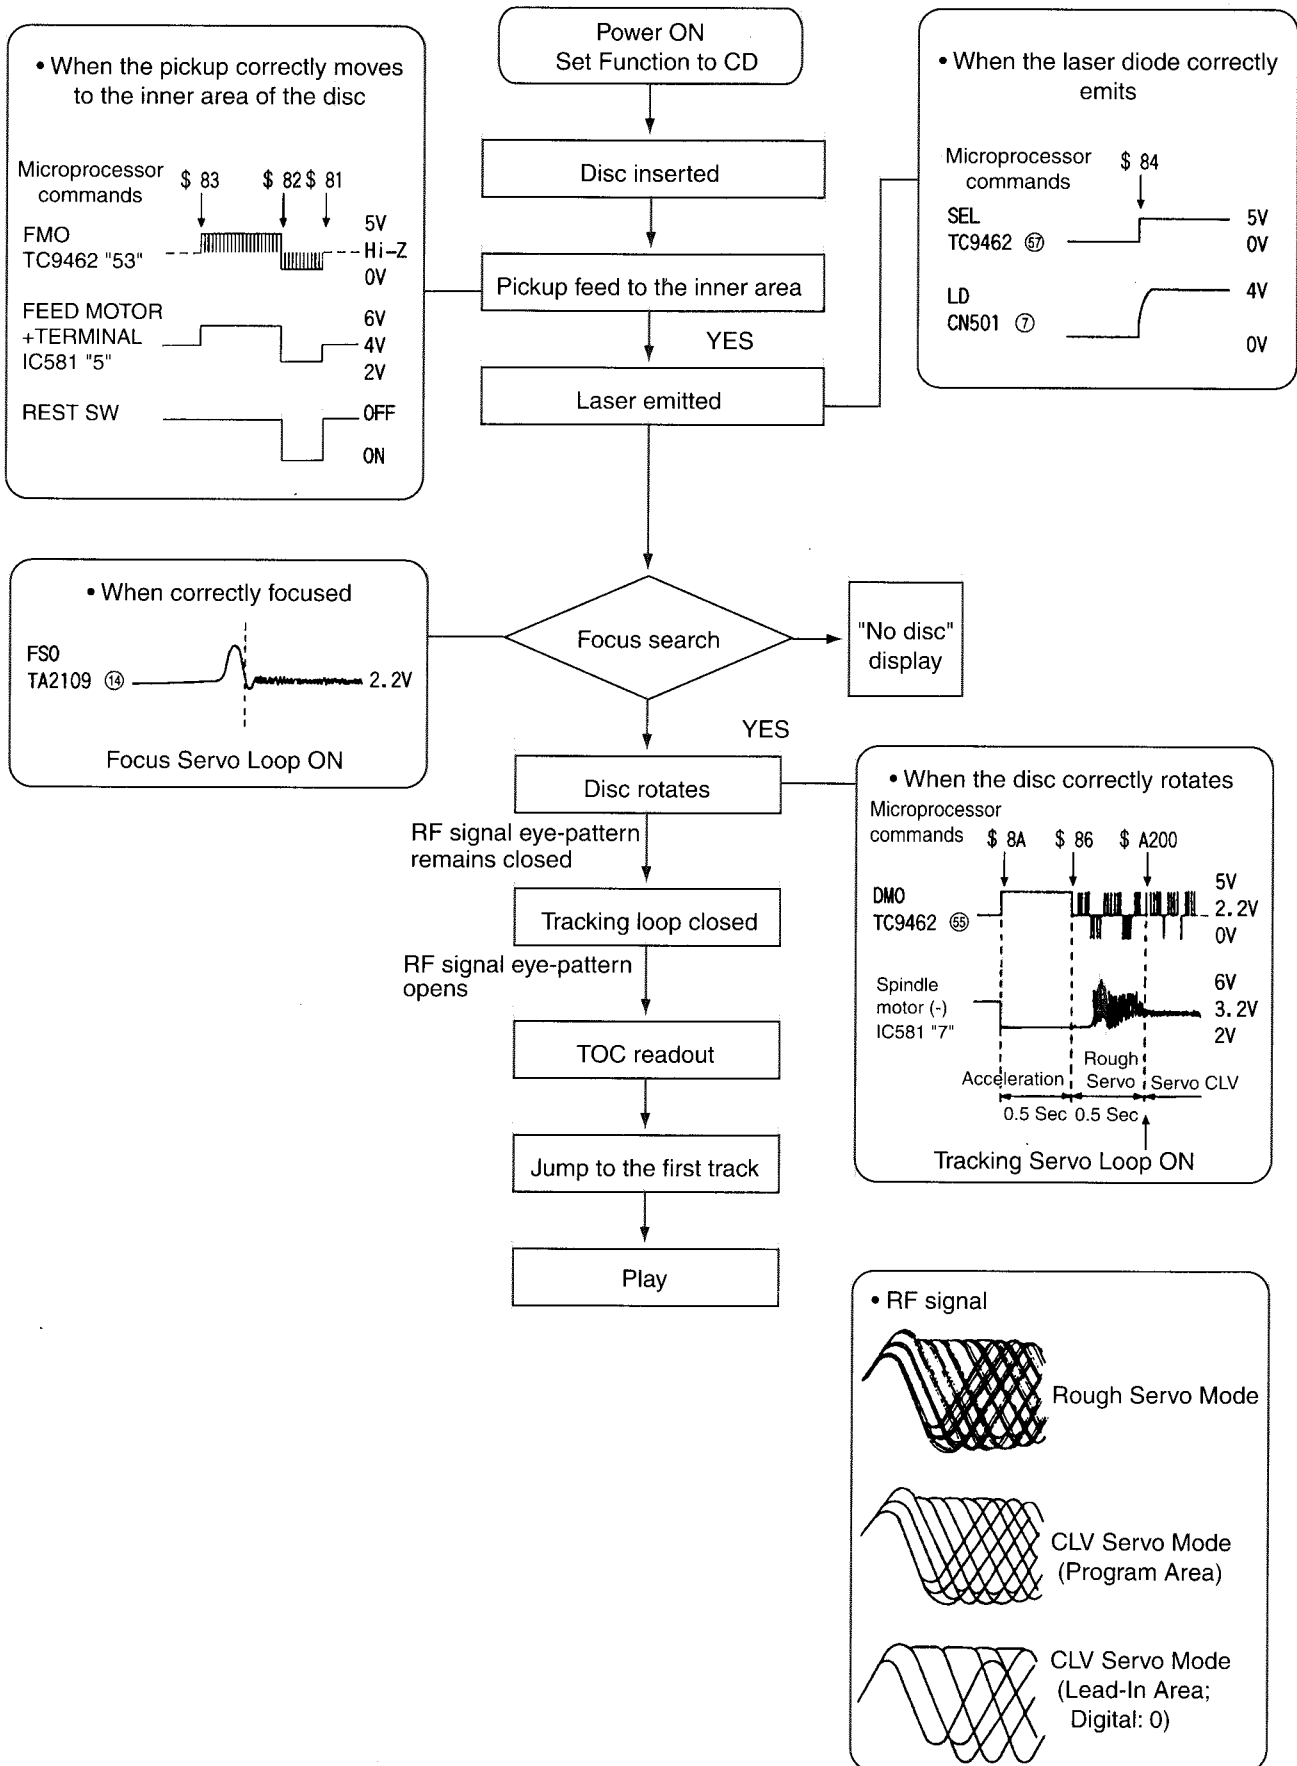 Power ON
Set Function to CD
• When the pickup correctly moves
to the inner area of the disc
Microprocessor
commands
$ 83
$ 82
$ 81
FMO
TC9462 "53"
5V
Hi-Z
0V
FEED MOTOR
+TERMINAL
IC581 "5"
6V
4V
2V
REST SW
OFF
ON
• When the laser diode correctly
emits
Microprocessor
commands
$ 84
SEL
TC9462 57
5V
0V
LD
CN501 7
4V
0V
Disc inserted
Pickup feed to the inner area
YES
Laser emitted
• When correctly focused
FSO
TA2109 14
2.2V
Focus Servo Loop ON
Focus search
"No disc"
display
YES
Disc rotates
RF signal eye-pattern
remains closed
Tracking loop closed
RF signal eye-pattern
opens
TOC readout
Jump to the first track
Play
• When the disc correctly rotates
Microprocessor
commands
$ 8A
$ 86
$ A200
DMO
TC9462 55
5V
2.2V
0V
Spindle
motor (-)
IC581 "7"
6V
3.2V
2V
Acceleration
Rough
Servo
Servo CLV
0.5 Sec
0.5 Sec
Tracking Servo Loop ON
• RF signal
Rough Servo Mode
CLV Servo Mode
(Program Area)
CLV Servo Mode
(Lead-In Area;
Digital: 0)